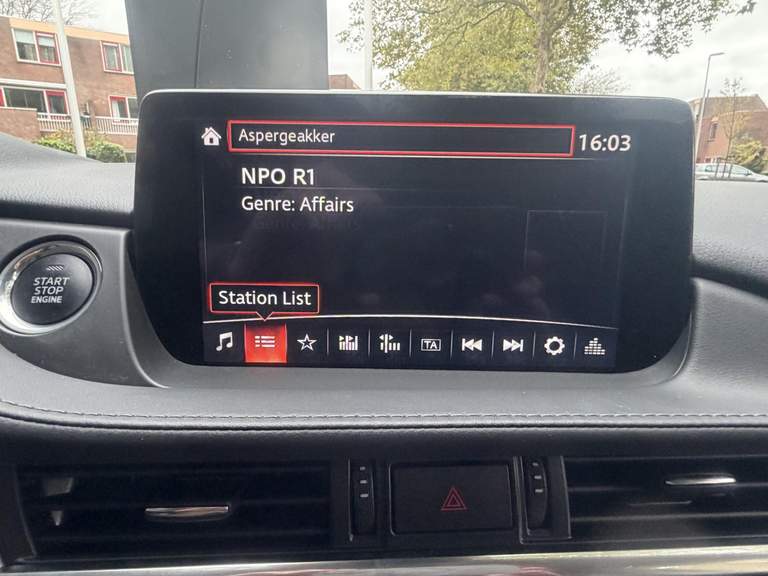 Aspergeakker
16:03
NPO R1
Genre: Affairs
START
STOP
ENGINE
Station List
TA